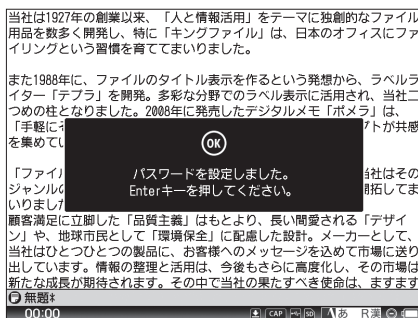 当社は1927年の創業以来、「人と情報活用」をテーマに独創的なファイル
用品を数多く開発し、特に「キングファイル」は、日本のオフィスにファ
イリングという習慣を育ててまいりました。
また1988年に、ファイルのタイトル表示を作るという発想から、ラベルラ
イター「テプラ」を開発。多彩な分野でのラベル表示に活用され、当社二
つめの柱となりました。2008年に発売したデジタルメモ「ポメラ」は、
「手軽に
トが共感
を集めてい
OK
「ファイ
パスワードを設定しました。
当社はその
ジャンル
Enterキーを押してください。
開拓してま
いりました
顧客満足に立脚した「品質主義」はもとより、長い間愛される「デザイ
ン」や、地球市民として「環境保全」に配慮した設計。メーカーとして、
当社はひとつひとつの製品に、お客様へのメッセージを込めて市場に送り
出しています。情報の整理と活用は、今後もさらに高度化し、その市場は
新たな成長が期待されます。その中で当社の果たすべき使命は、ますます
無題*
00:00 CAP SD あ R漢